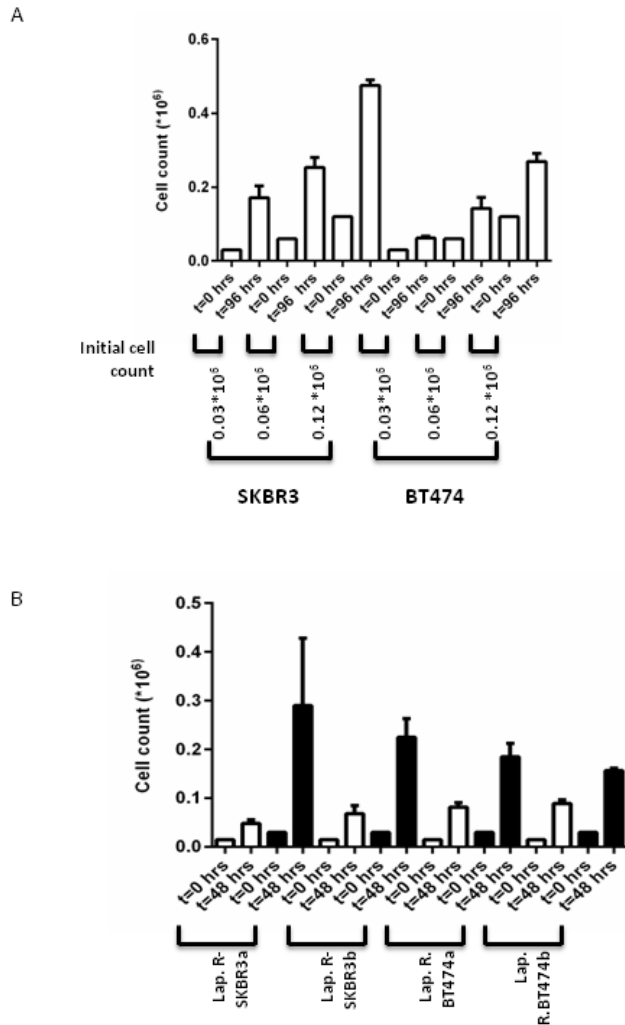 A
0.6
0.4
0.2
0.0
Cell count (*10⁶)
t=0 hrs
t=96 hrs
t=0 hrs
t=96 hrs
t=0 hrs
t=96 hrs
t=0 hrs
t=96 hrs
t=0 hrs
t=96 hrs
t=0 hrs
t=96 hrs
Initial cell
count
0.03*10⁶
0.06*10⁶
0.12 *10⁶
0.03*10⁶
0.06*10⁶
0.12 *10⁶
SKBR3
BT474
B
0.5
0.4
0.3
0.2
0.1
0.0
Cell count (*10⁶)
t=0 hrs
t=48 hrs
t=0 hrs
t=48 hrs
t=0 hrs
t=48 hrs
t=0 hrs
t=48 hrs
t=0 hrs
t=48 hrs
t=0 hrs
t=48 hrs
t=0 hrs
t=48 hrs
t=0 hrs
t=48 hrs
Lap. R-
SKBR3a
Lap. R-
SKBR3b
Lap. R.
BT474a
Lap.
R.BT474b